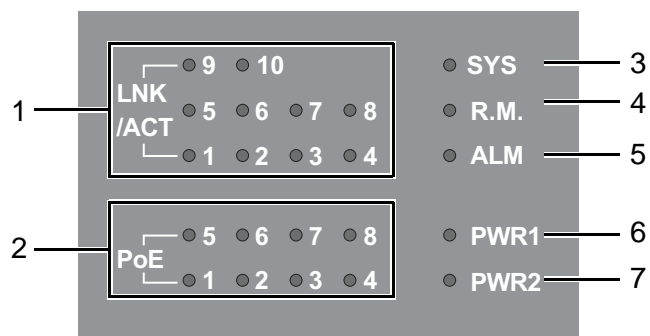 9 10 SYS 3
LNK 4
1 /ACT 5 6 7 8 R.M.
1 2 3 4 ALM 5
5 6 7 8 PWR1 6
2 PoE
1 2 3 4 PWR2 7